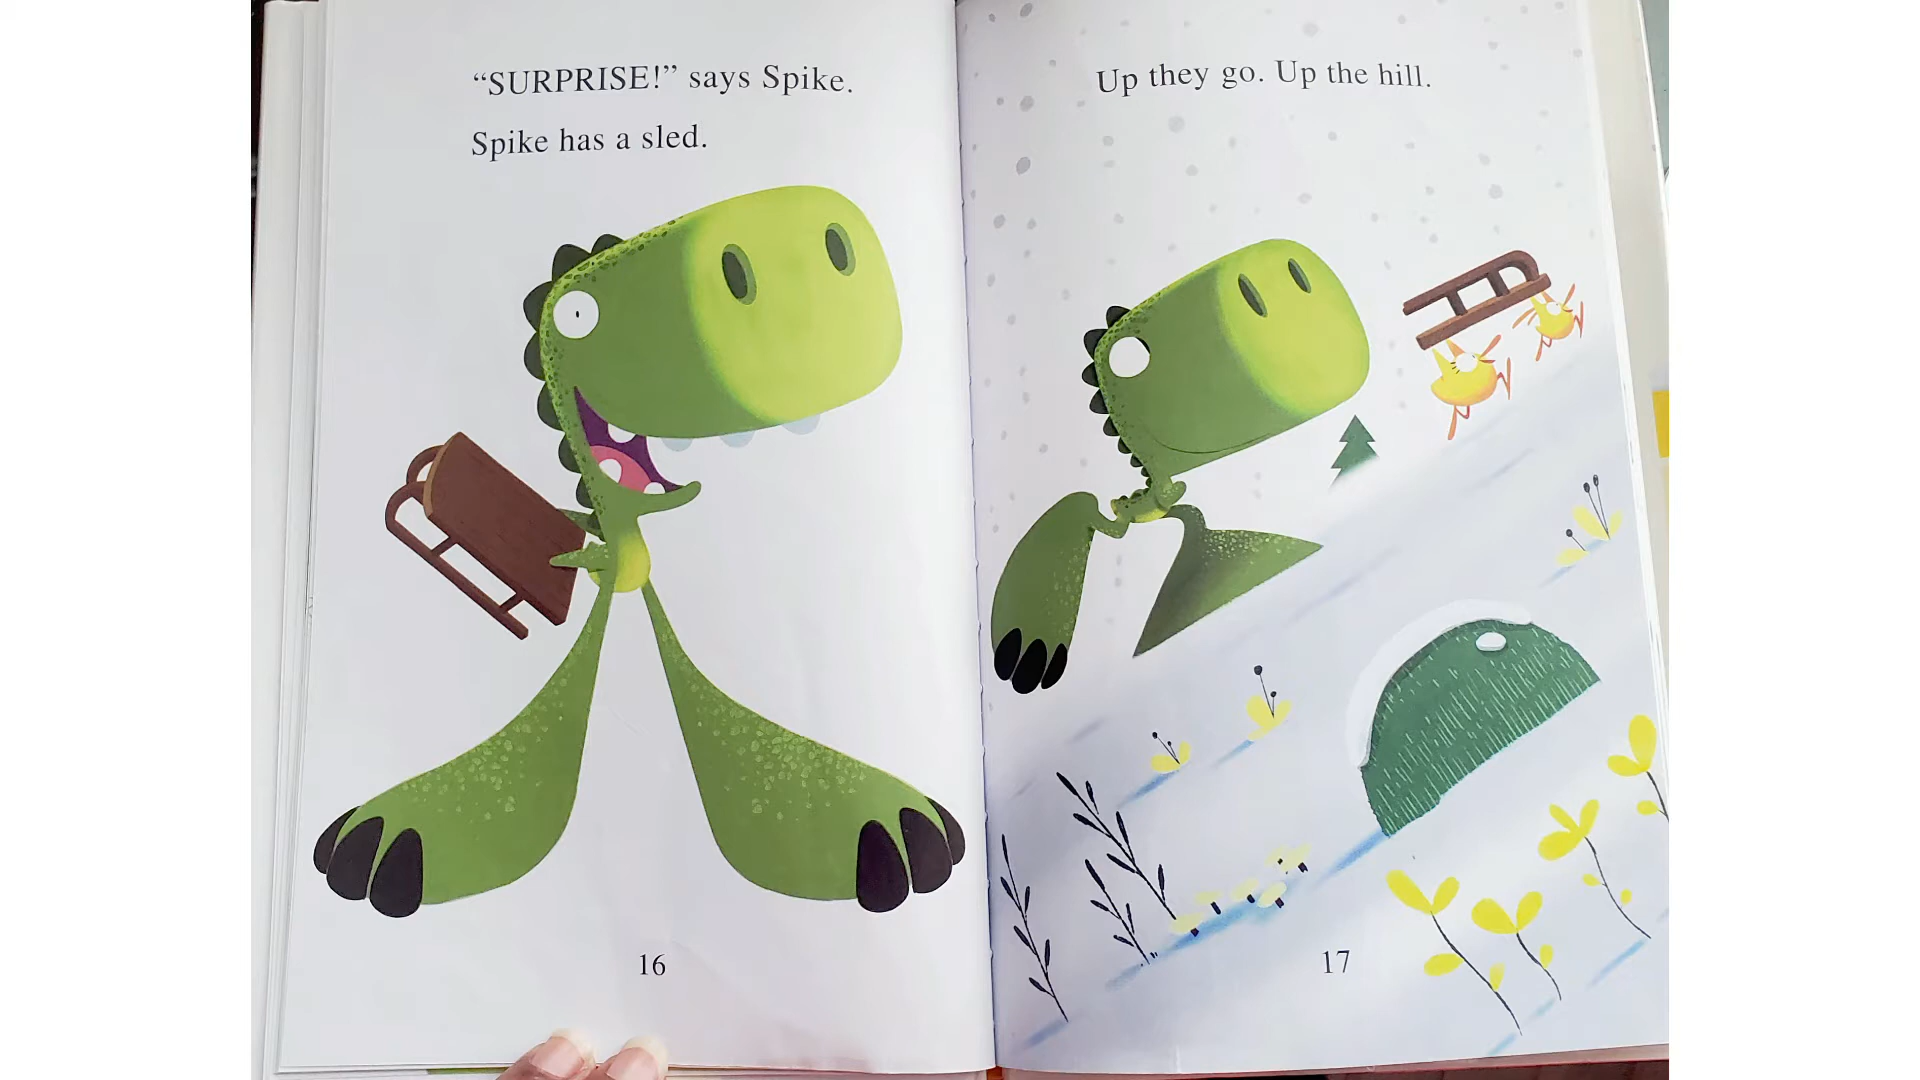 “SURPRISE!” says Spike.
Spike has a sled.
16
Up they go. Up the hill.
17